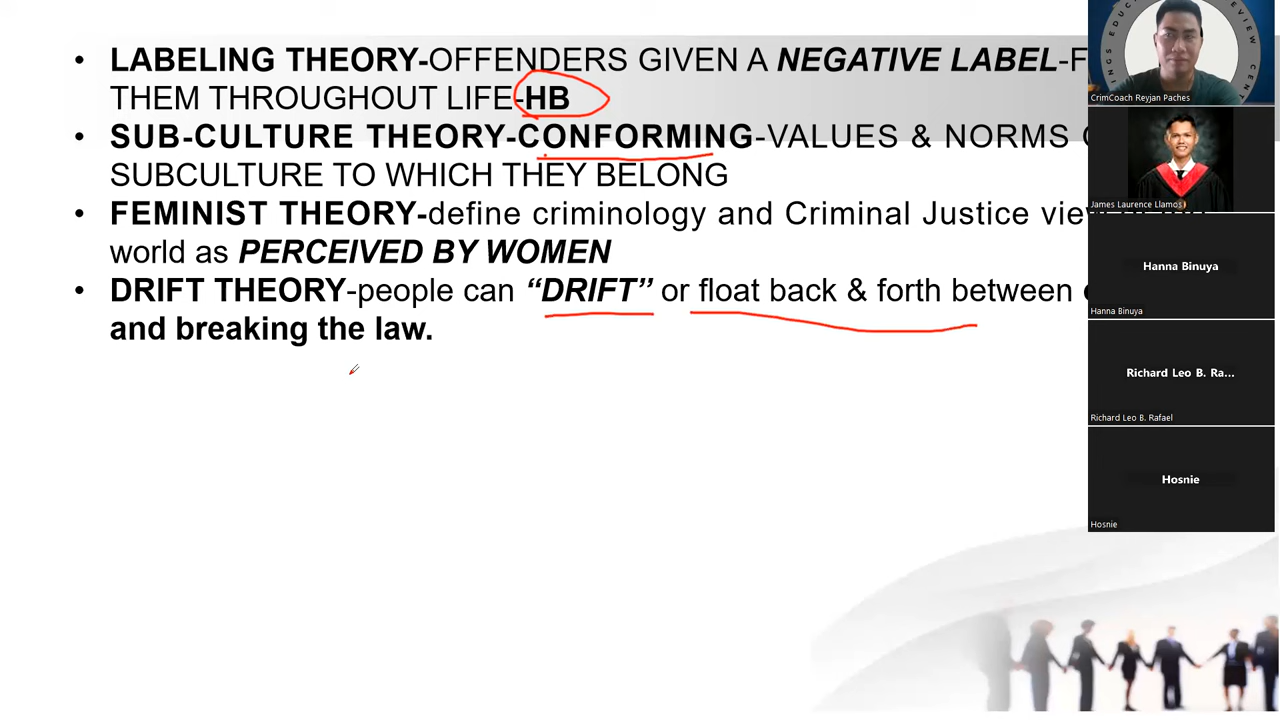 • LABELING THEORY-OFFENDERS GIVEN A NEGATIVE LABEL-F
THEM THROUGHOUT LIFE-HB
• SUB-CULTURE THEORY-CONFORMING-VALUES & NORMS
SUBCULTURE TO WHICH THEY BELONG
• FEMINIST THEORY-define criminology and Criminal Justice view
world as PERCEIVED BY WOMEN
• DRIFT THEORY-people can “DRIFT” or float back & forth between
and breaking the law.
CrimCoach Reyjan Paches
James Laurence Llamos
Hanna Binuya
Hanna Binuya
Richard Leo B. Ra...
Richard Leo B. Rafael
Hosnie
Hosnie